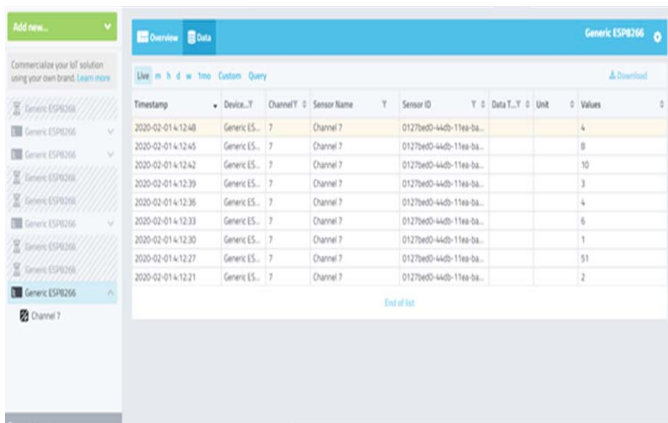 Add new...
Commercialize your IoT solution
using your own brand. Learn more
Generic ESP8266
Generic ESP8266
Generic ESP8266
Generic ESP8266
Generic ESP8266
Generic ESP8266
Generic ESP8266
Generic ESP8266
Generic ESP8266
Channel 7
Overview Data Generic ESP8266
Live m h d w 1mo Custom Query Download
Timestamp Device... Channel Sensor Name Sensor ID Data T... Unit Values
2020-02-01 4:12:48 Generic ES... 7 Channel 7 0127bed0-44db-11ea-ba... 4
2020-02-01 4:12:45 Generic ES... 7 Channel 7 0127bed0-44db-11ea-ba... 8
2020-02-01 4:12:42 Generic ES... 7 Channel 7 0127bed0-44db-11ea-ba... 10
2020-02-01 4:12:39 Generic ES... 7 Channel 7 0127bed0-44db-11ea-ba... 3
2020-02-01 4:12:36 Generic ES... 7 Channel 7 0127bed0-44db-11ea-ba... 4
2020-02-01 4:12:33 Generic ES... 7 Channel 7 0127bed0-44db-11ea-ba... 6
2020-02-01 4:12:30 Generic ES... 7 Channel 7 0127bed0-44db-11ea-ba... 1
2020-02-01 4:12:27 Generic ES... 7 Channel 7 0127bed0-44db-11ea-ba... 51
2020-02-01 4:12:21 Generic ES... 7 Channel 7 0127bed0-44db-11ea-ba... 2
End of list